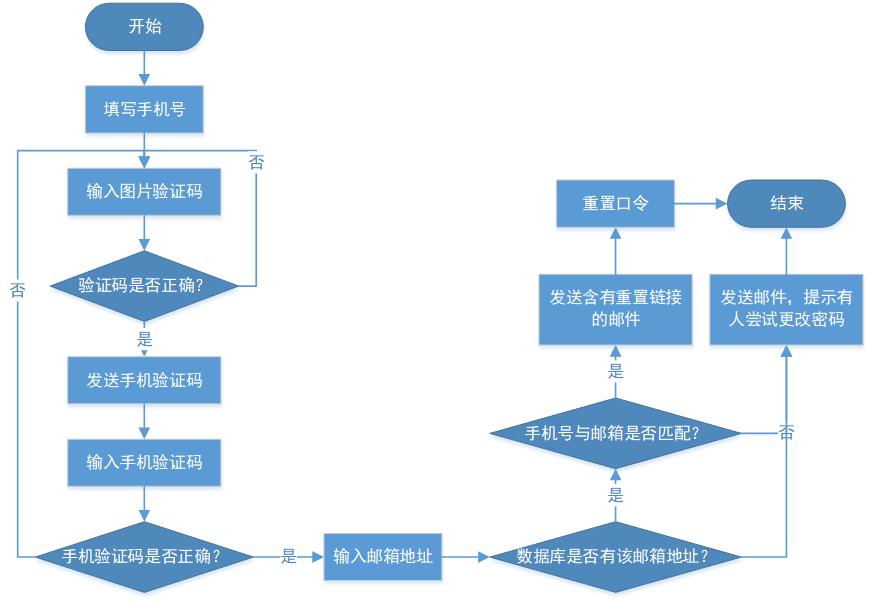 开始
填写手机号
否
输入图片验证码
验证码是否正确？
否
是
发送手机验证码
输入手机验证码
手机验证码是否正确？
是
输入邮箱地址
数据库是否有该邮箱地址？
是
手机号与邮箱是否匹配？
否
是
发送含有重置链接
的邮件
发送邮件，提示有
人尝试更改密码
重置口令
结束